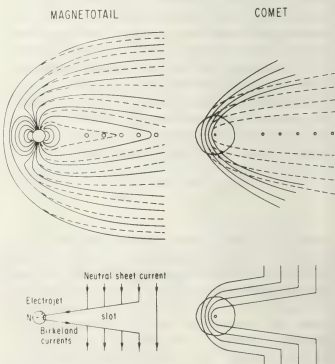 MAGNETOTAIL
COMET
Neutral sheet current
Electrojet
slot
Birkeland
currents